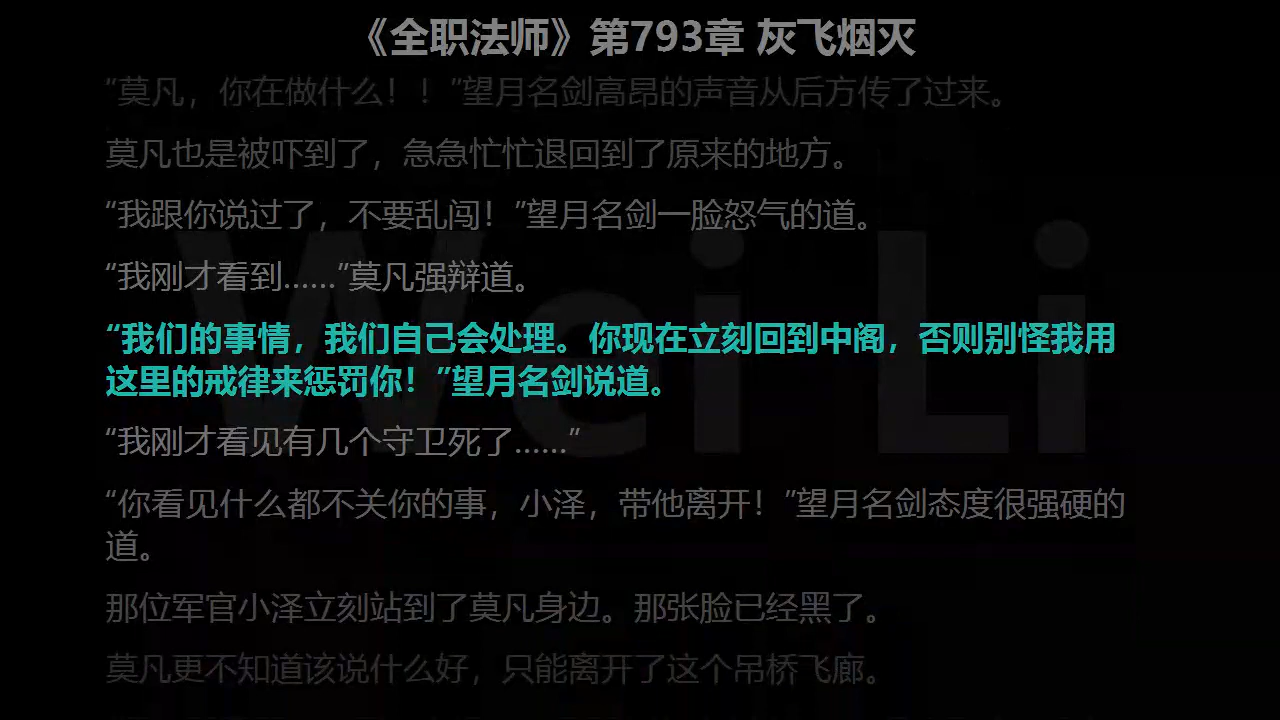 《全职法师》第793章 灰飞烟灭
“莫凡，你在做什么！！”望月名剑高昂的声音从后方传了过来。
莫凡也是被吓到了，急急忙忙退回到了原来的地方。
“我跟你说过了，不要乱闯！”望月名剑一脸怒气的道。
“我刚才看到……”莫凡强辩道。
“我们的事情，我们自己会处理。你现在立刻回到中阁，否则别怪我用
这里的戒律来惩罚你！”望月名剑说道。
“我刚才看见有几个守卫死了……”
“你看见什么都不关你的事，小泽，带他离开！”望月名剑态度很强硬的
道。
那位军官小泽立刻站到了莫凡身边。那张脸已经黑了。
莫凡更不知道该说什么好，只能离开了这个吊桥飞廊。
Wei Li